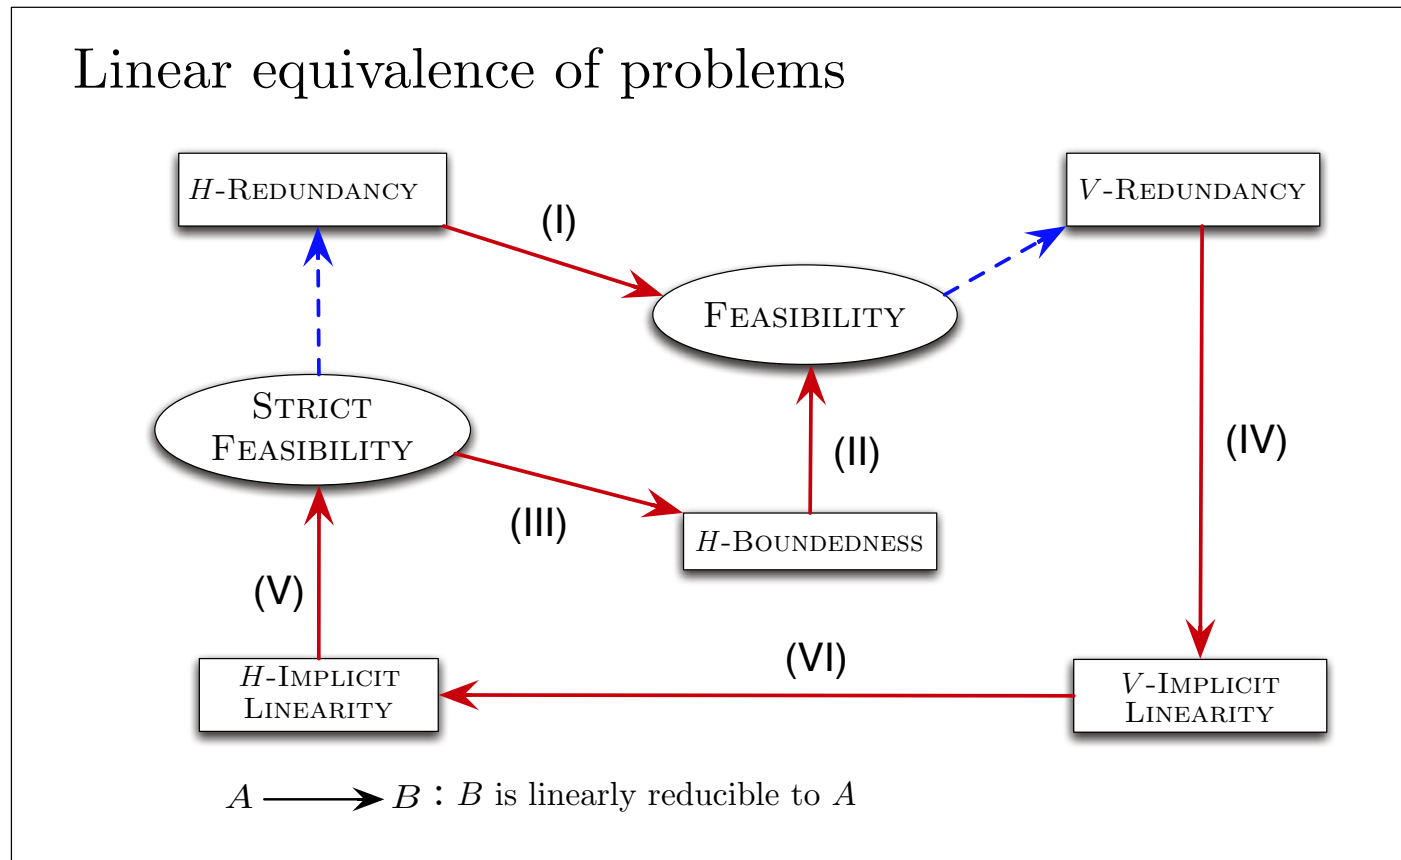 Linear equivalence of problems
H-Redundancy
V-Redundancy
(I)
Feasibility
Strict
Feasibility
(II)
(IV)
(III)
H-Boundedness
(V)
(VI)
H-Implicit
Linearity
V-Implicit
Linearity
A ⟶ B : B is linearly reducible to A